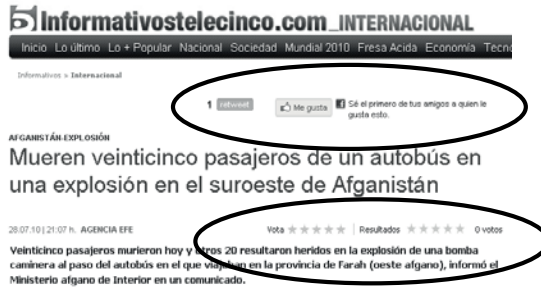 Informativostelecinco.com_INTERNACIONAL
Inicio Lo último Lo + Popular Nacional Sociedad Mundial 2010 Fresa Acida Economía Tecno
Informativos > Internacional
1 retweet Me gusta Sé el primero de tus amigos a quien le
gusta esto.
AFGANISTÁN-EXPLOSIÓN
Mueren veinticinco pasajeros de un autobús en
una explosión en el suroeste de Afganistán
28.07.10 | 21:07 h. AGENCIA EFE Vota Resultados 0 votos
Veinticinco pasajeros murieron hoy y otros 20 resultaron heridos en la explosión de una bomba
caminera al paso del autobús en el que viajaban en la provincia de Farah (oeste afgano), informó el
Ministerio afgano de Interior en un comunicado.